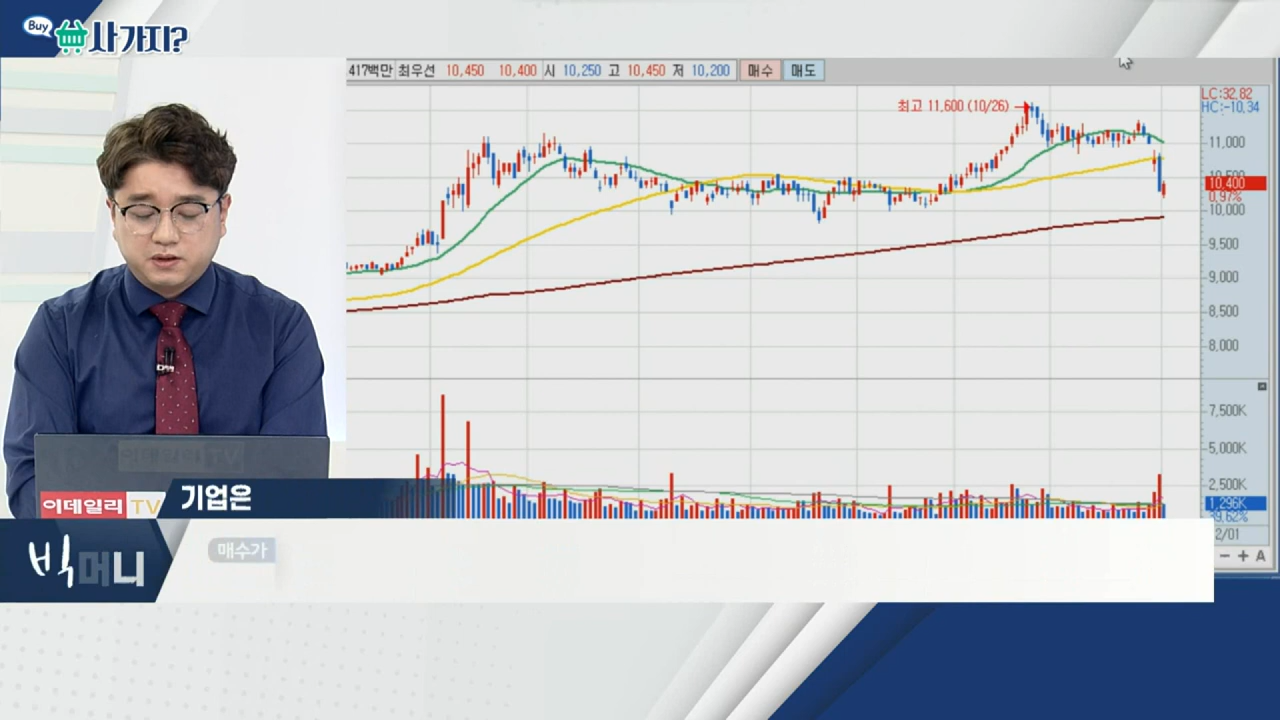 Buy 사가지?
417백만 최우선 10,450 10,400 시 10,250 고 10,450 저 10,200 매수 매도
최고 11,600 (10/26)
LC:32.82
HC:-10.34
11,000
10,400
0.97%
10,000
9,500
9,000
8,500
8,000
7,500K
5,000K
2,500K
1,296K
2/01
이데일리 TV 기업은
빅머니 매수가
A